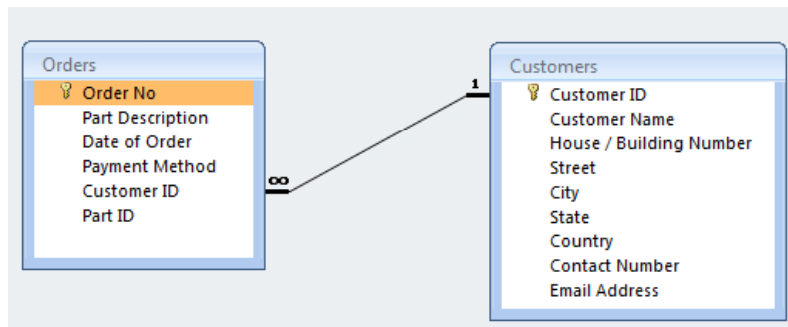 Orders
Order No
Part Description
Date of Order
Payment Method
Customer ID
Part ID
∞
1
Customers
Customer ID
Customer Name
House / Building Number
Street
City
State
Country
Contact Number
Email Address